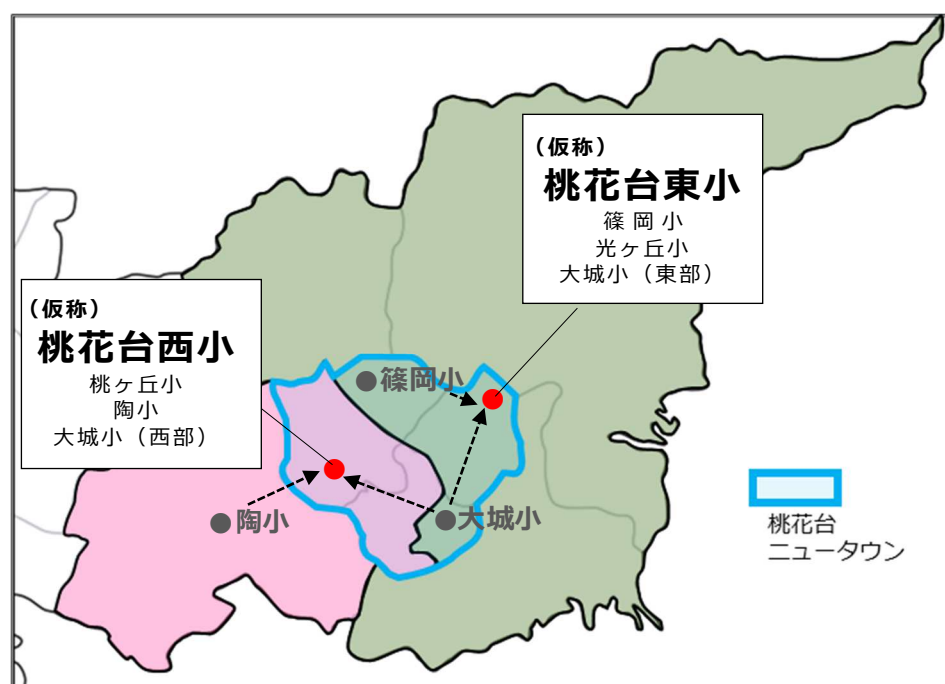 (仮称)
桃花台東小
篠岡小
光ヶ丘小
大城小(東部)
(仮称)
桃花台西小
桃ヶ丘小
陶小
大城小(西部)
●篠岡小
●陶小
●大城小
桃花台
ニュータウン